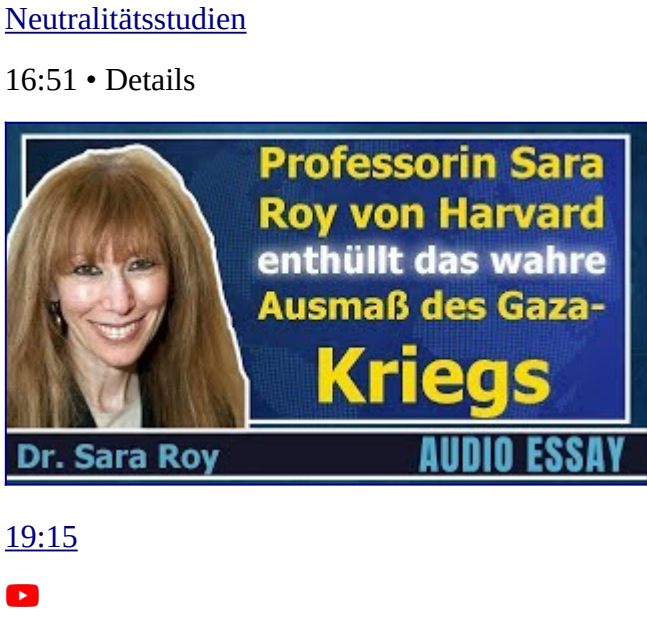 Neutralitätsstudien
16:51 • Details
Professorin Sara
Roy von Harvard
enthüllt das wahre
Ausmaß des Gaza-
Kriegs
Dr. Sara Roy
AUDIO ESSAY
19:15